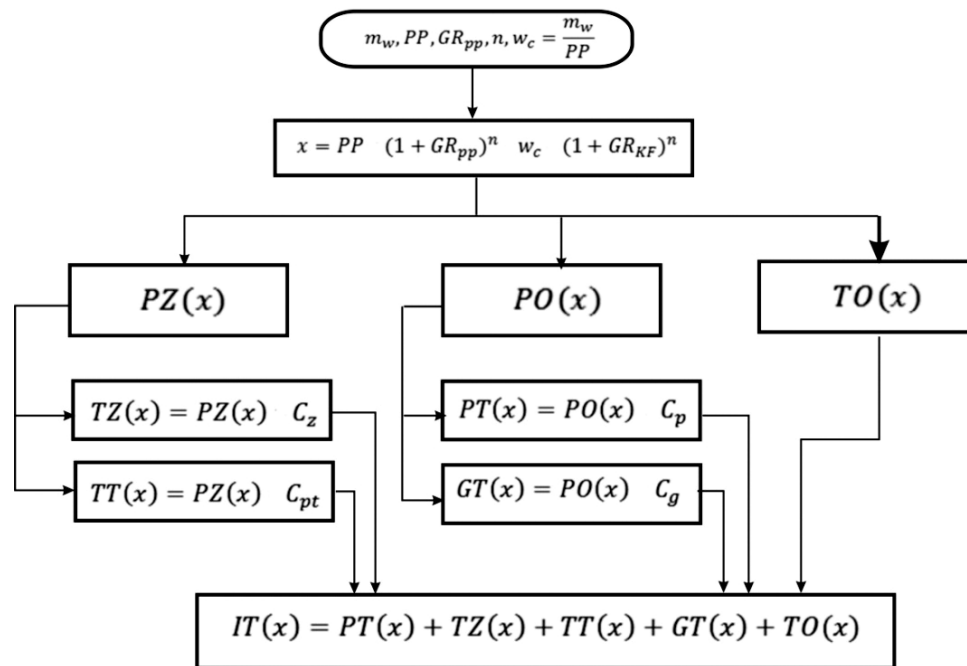 m_w, PP, GR_pp, n, w_c = m_w/PP
x = PP (1 + GR_pp)^n w_c (1 + GR_KF)^n
PZ(x)
PO(x)
TO(x)
TZ(x) = PZ(x) C_z
PT(x) = PO(x) C_p
TT(x) = PZ(x) C_pt
GT(x) = PO(x) C_g
IT(x) = PT(x) + TZ(x) + TT(x) + GT(x) + TO(x)